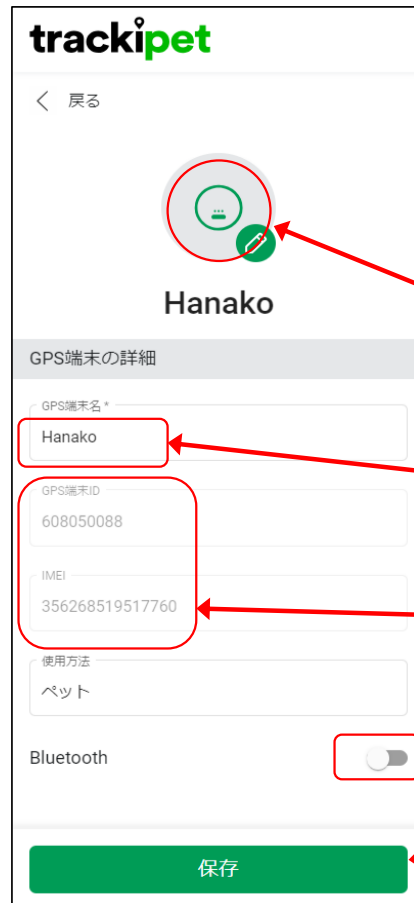 trackipet
戻る
Hanako
GPS端末の詳細
GPS端末名 *
Hanako
GPS端末ID
608050088
IMEI
356268519517760
使用方法
ペット
Bluetooth
保存